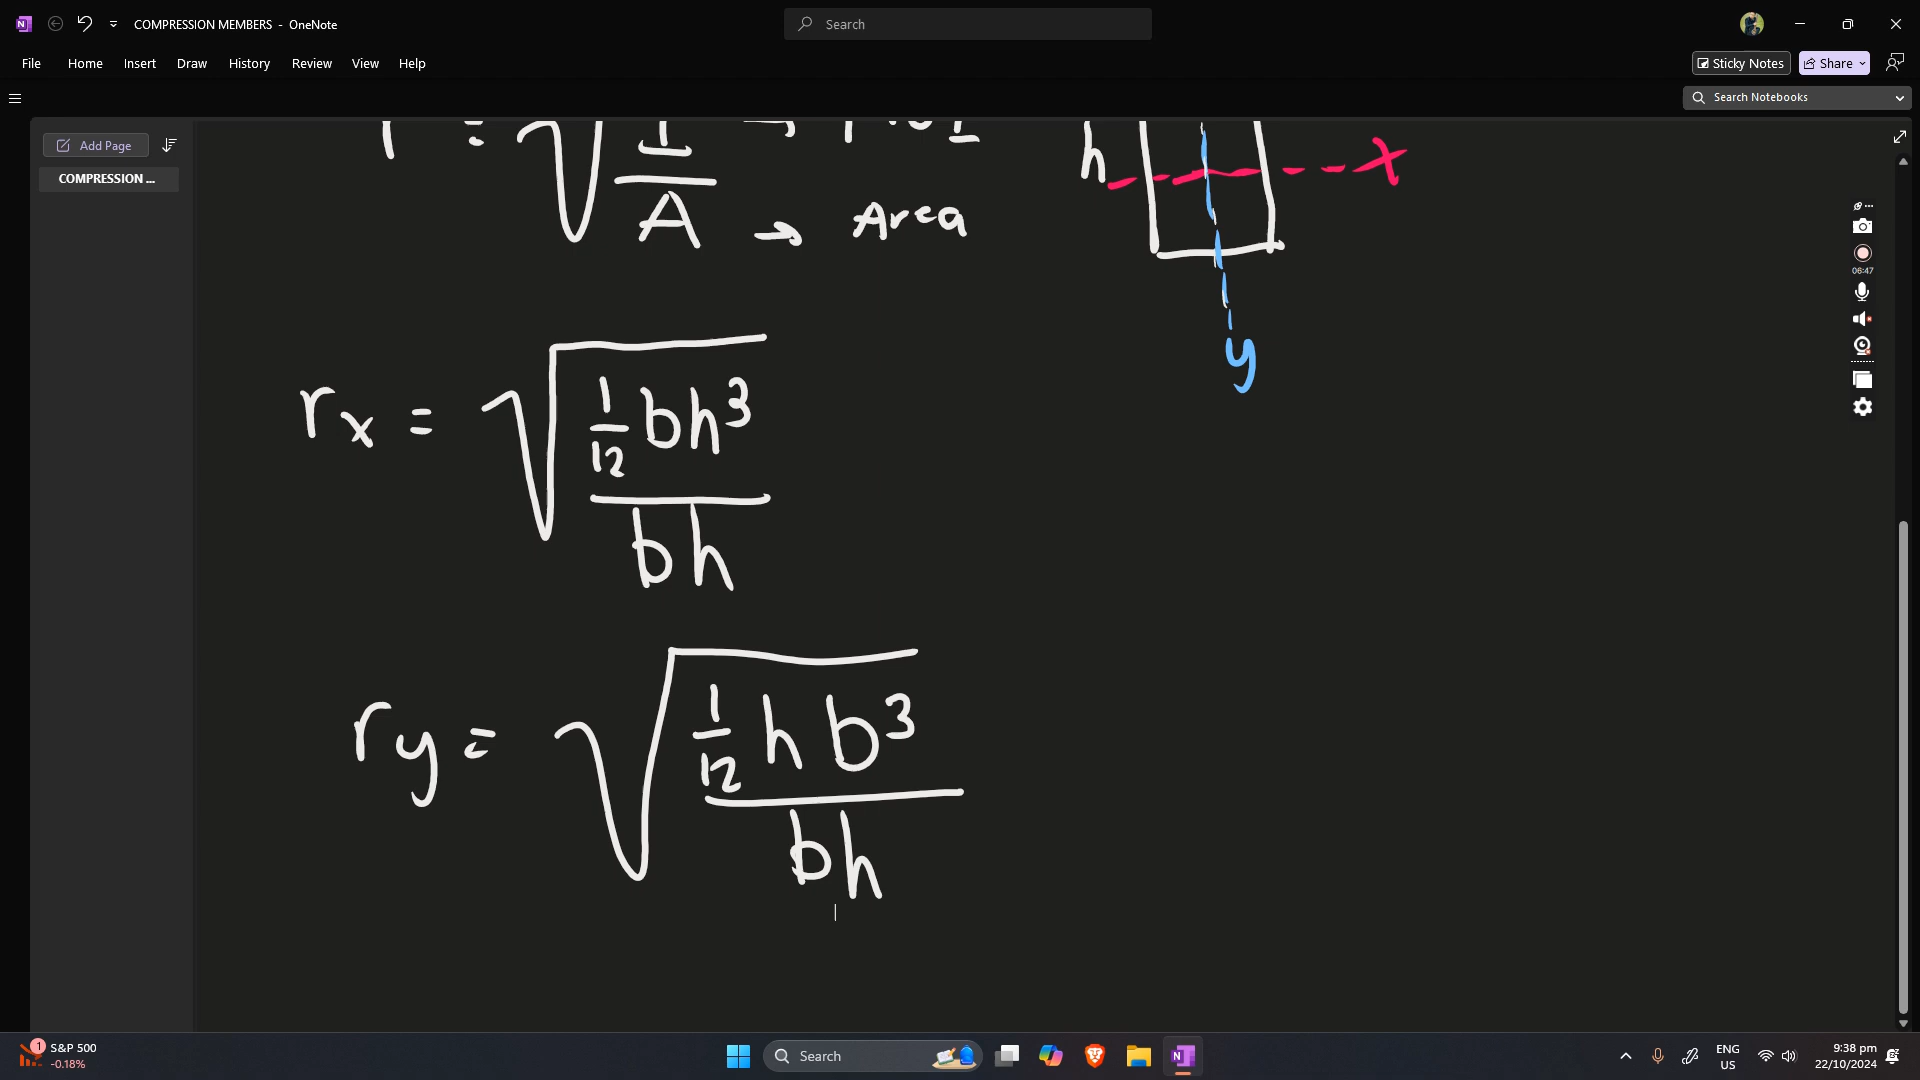 COMPRESSION MEMBERS - OneNote
Search
File Home Insert Draw History Review View Help
Sticky Notes
Share
Search Notebooks
Add Page
COMPRESSION ...
r = √ I / A
→ Area
h
x
y
06:47
rx = √ 1/12 bh³ / bh
ry = √ 1/12 h b³ / bh
1
S&P 500
-0.18%
Search
ENG
US
9:38 pm
22/10/2024